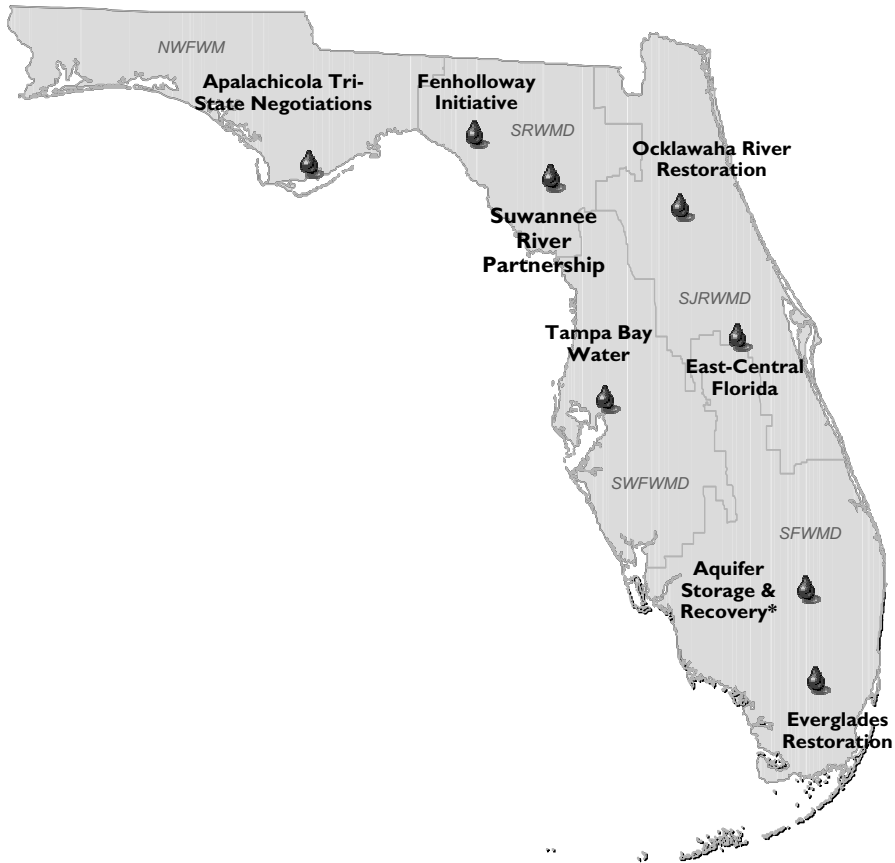 NWFWM
Apalachicola Tri-
State Negotiations
Fenholloway
Initiative
SRWMD
Ocklawaha River
Restoration
Suwannee
River
Partnership
SJRWMD
Tampa Bay
Water
East-Central
Florida
SWFWMD
SFWMD
Aquifer
Storage &
Recovery*
Everglades
Restoration